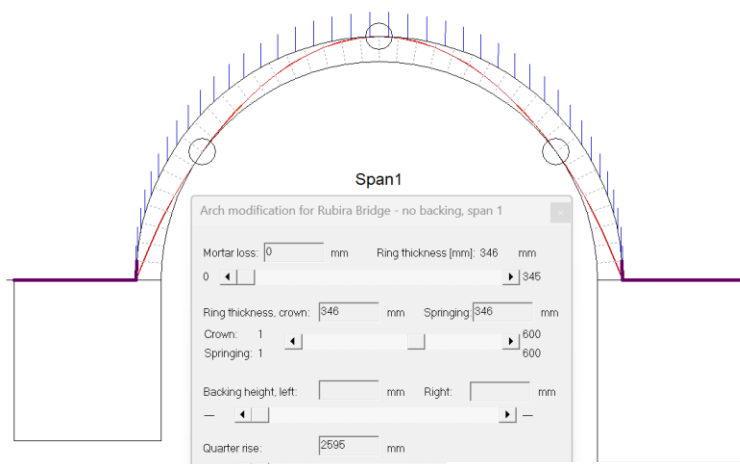 Span1
Arch modification for Rubira Bridge - no backing, span 1
Mortar loss: 0 mm Ring thickness [mm]: 346 mm
0 345
Ring thickness, crown: 346 mm Springing: 346 mm
Crown: 1 600
Springing: 1 600
Backing height, left: mm Right: mm
— —
Quarter rise: 2595 mm